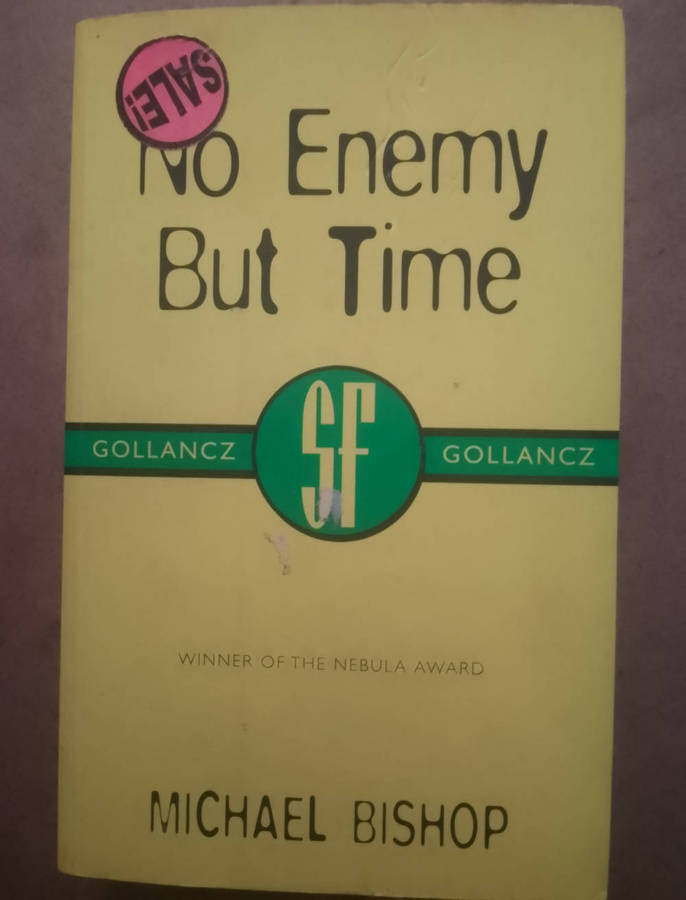 SALE!
No Enemy
But Time
GOLLANCZ
SF
GOLLANCZ
WINNER OF THE NEBULA AWARD
MICHAEL BISHOP